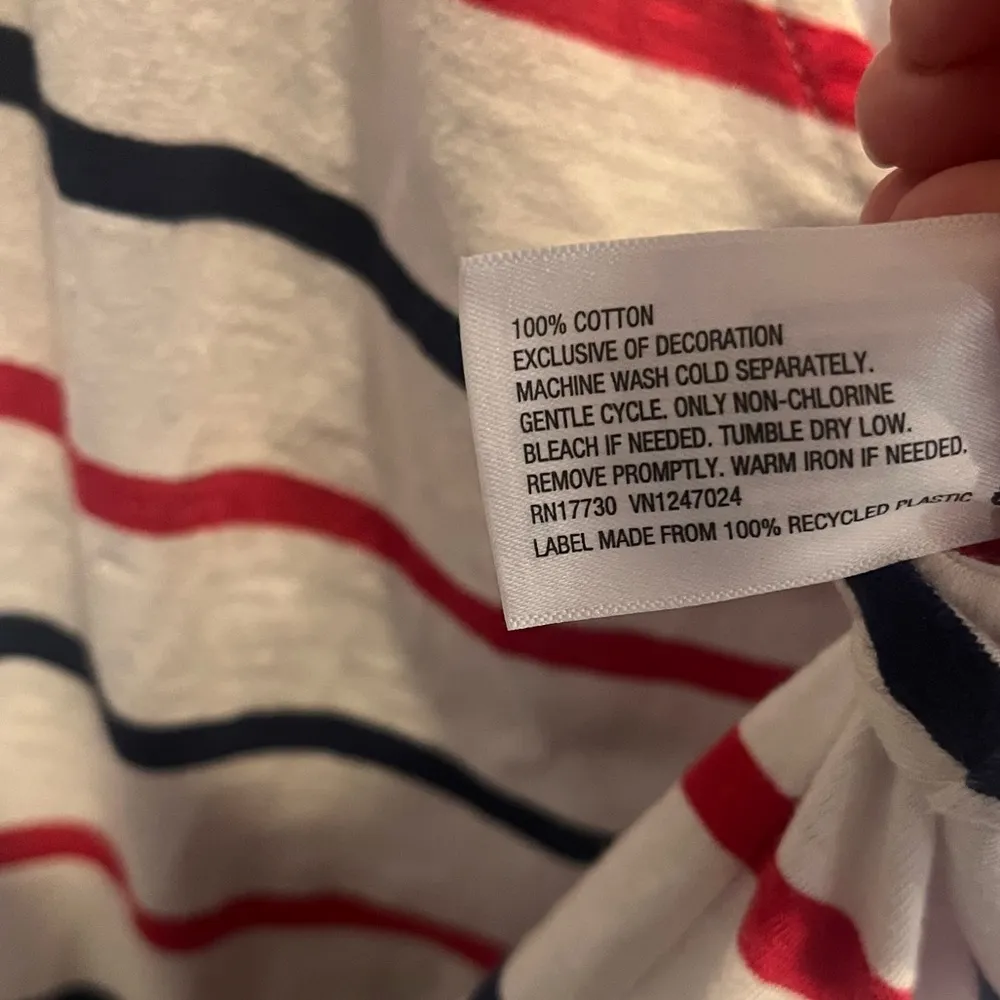 100% COTTON
EXCLUSIVE OF DECORATION
MACHINE WASH COLD SEPARATELY.
GENTLE CYCLE. ONLY NON-CHLORINE
BLEACH IF NEEDED. TUMBLE DRY LOW.
REMOVE PROMPTLY. WARM IRON IF NEEDED.
RN17730 VN1247024
LABEL MADE FROM 100% RECYCLED PLASTIC